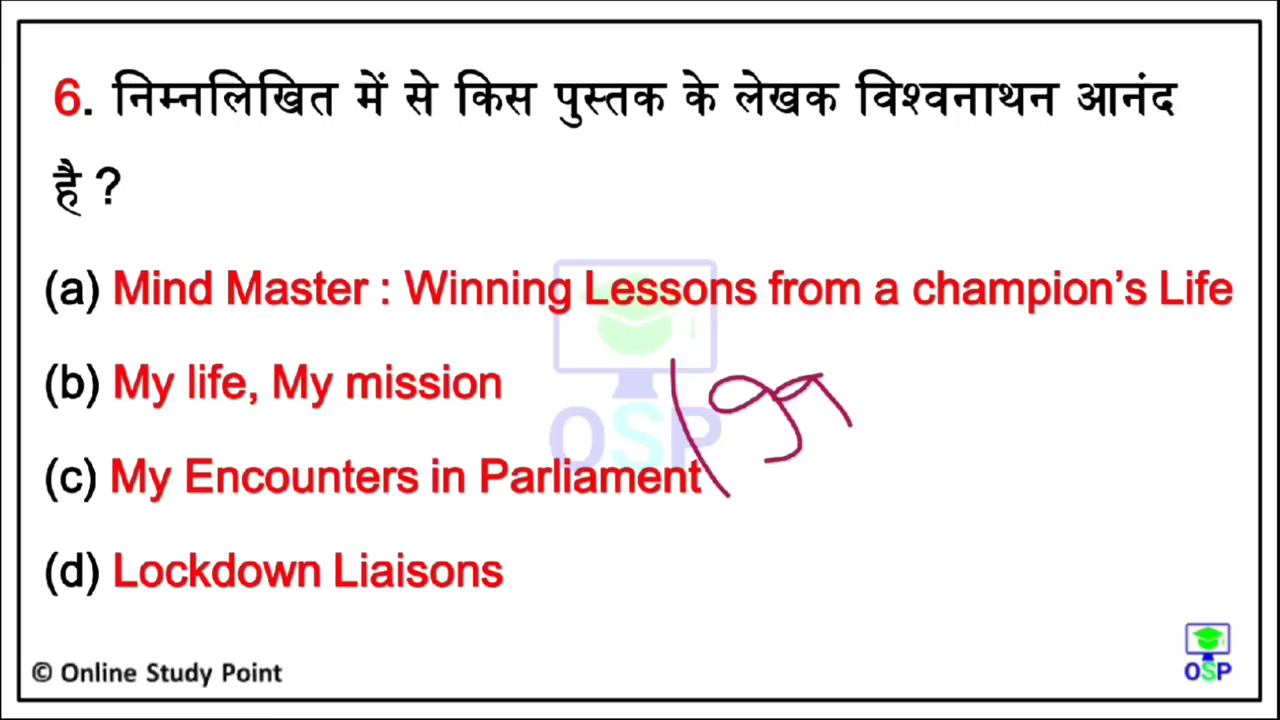 6. निम्नलिखित में से किस पुस्तक के लेखक विश्वनाथन आनंद
है ?
(a) Mind Master : Winning Lessons from a champion's Life
(b) My life, My mission
(c) My Encounters in Parliament
(d) Lockdown Liaisons
OSP
© Online Study Point
OSP